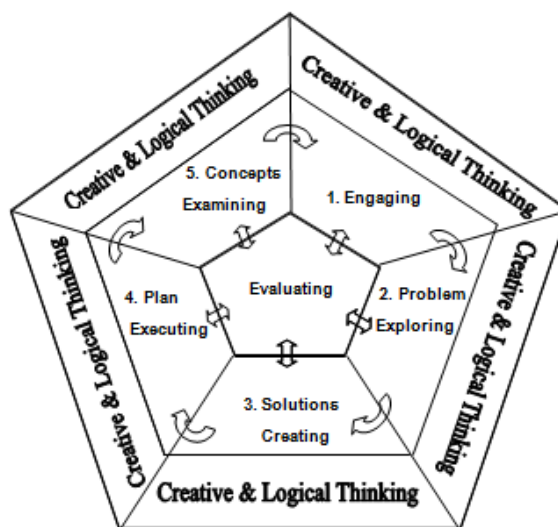 Creative & Logical Thinking
Creative & Logical Thinking
5. Concepts
Examining
1. Engaging
4. Plan
Executing
Evaluating
2. Problem
Exploring
Creative & Logical Thinking
Creative & Logical Thinking
3. Solutions
Creating
Creative & Logical Thinking